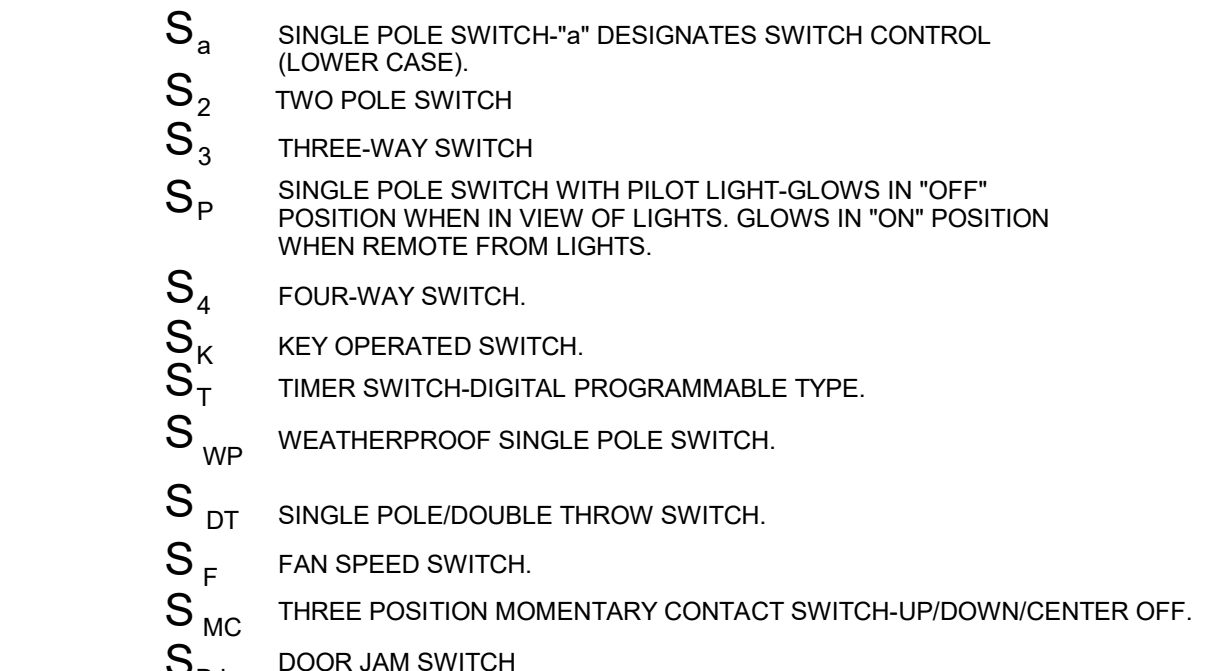 Sa SINGLE POLE SWITCH-"a" DESIGNATES SWITCH CONTROL
(LOWER CASE).
S2 TWO POLE SWITCH
S3 THREE-WAY SWITCH
SP SINGLE POLE SWITCH WITH PILOT LIGHT-GLOWS IN "OFF"
POSITION WHEN IN VIEW OF LIGHTS. GLOWS IN "ON" POSITION
WHEN REMOTE FROM LIGHTS.
S4 FOUR-WAY SWITCH.
SK KEY OPERATED SWITCH.
ST TIMER SWITCH-DIGITAL PROGRAMMABLE TYPE.
S WP WEATHERPROOF SINGLE POLE SWITCH.
S DT SINGLE POLE/DOUBLE THROW SWITCH.
S F FAN SPEED SWITCH.
S MC THREE POSITION MOMENTARY CONTACT SWITCH-UP/DOWN/CENTER OFF.
S DOOR JAM SWITCH